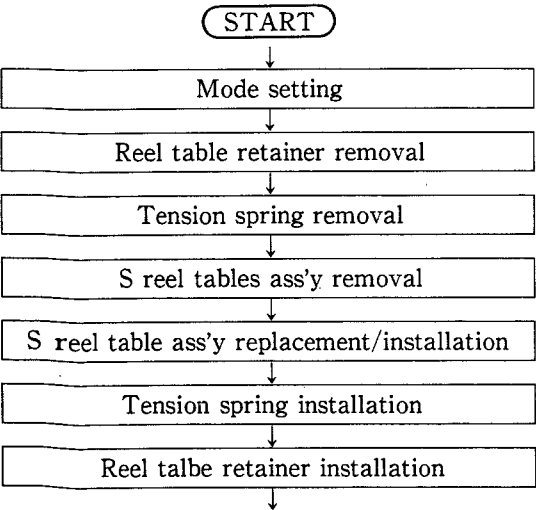 START
Mode setting
Reel table retainer removal
Tension spring removal
S reel tables ass'y removal
S reel table ass'y replacement/installation
Tension spring installation
Reel talbe retainer installation